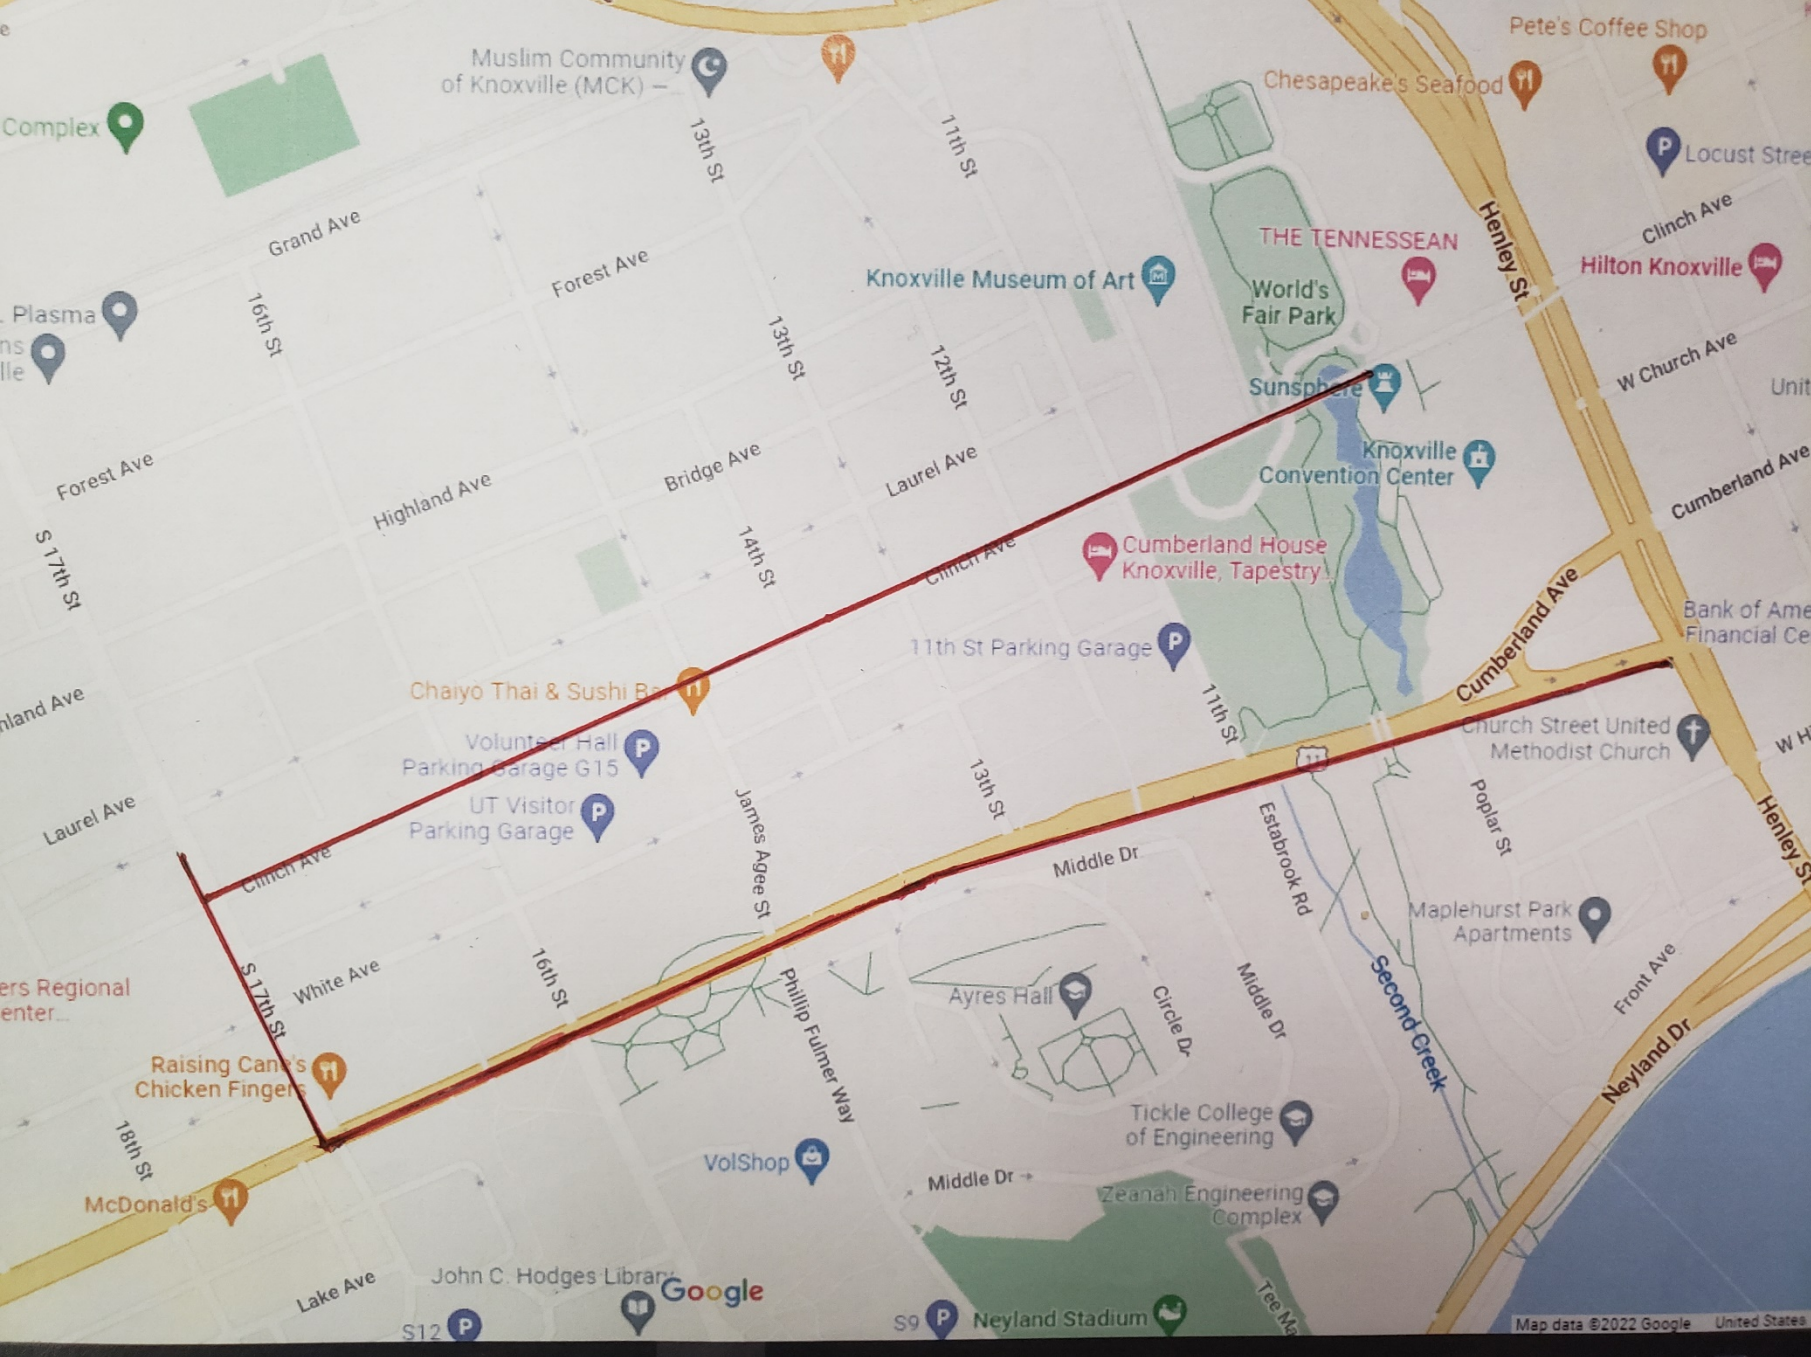 Pete's Coffee Shop
Muslim Community
of Knoxville (MCK) –
Chesapeake's Seafood
Complex
13th St
11th St
Locust Stree
Grand Ave
Forest Ave
Henley St
Clinch Ave
THE TENNESSEAN
Hilton Knoxville
Knoxville Museum of Art
World's
Fair Park
Plasma
ns
lle
16th St
13th St
12th St
W Church Ave
Sunsphere
Unit
Forest Ave
Highland Ave
Bridge Ave
Laurel Ave
Knoxville
Convention Center
Cumberland Ave
S 17th St
14th St
Clinch Ave
Cumberland House
Knoxville, Tapestry...
Cumberland Ave
Bank of Ame
Financial Ce
11th St Parking Garage
hland Ave
Chaiyo Thai & Sushi Ba
11th St
Volunteer Hall
Parking Garage G15
11
Church Street United
Methodist Church
W H
Laurel Ave
UT Visitor
Parking Garage
James Agee St
13th St
Poplar St
Estabrook Rd
Henley St
Clinch Ave
Middle Dr
Maplehurst Park
Apartments
S 17th St
White Ave
16th St
Phillip Fulmer Way
Ayres Hall
Circle Dr
Middle Dr
Second Creek
Front Ave
ers Regional
enter...
Neyland Dr
Raising Cane's
Chicken Fingers
18th St
Tickle College
of Engineering
VolShop
Middle Dr
Zeanah Engineering
Complex
McDonald's
Lake Ave
John C. Hodges Library
Google
S12
S9
Neyland Stadium
Tee Ma
Map data ©2022 Google
United States